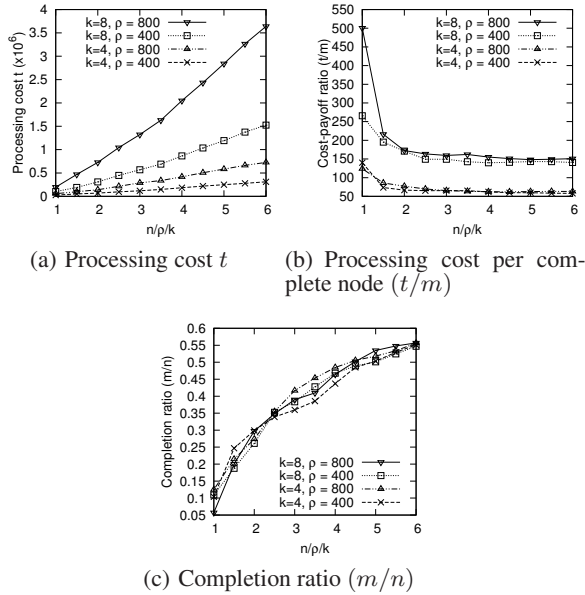 Processing cost t (x10^6)
4
3.5
3
2.5
2
1.5
1
0.5
0
1 2 3 4 5 6
n/ρ/k
k=8, ρ = 800
k=8, ρ = 400
k=4, ρ = 800
k=4, ρ = 400
(a) Processing cost t
Cost-payoff ratio (t/m)
500
450
400
350
300
250
200
150
100
50
1 2 3 4 5 6
n/ρ/k
k=8, ρ = 800
k=8, ρ = 400
k=4, ρ = 800
k=4, ρ = 400
(b) Processing cost per com-
plete node (t/m)
Completion ratio (m/n)
0.6
0.55
0.5
0.45
0.4
0.35
0.3
0.25
0.2
0.15
0.1
0.05
1 2 3 4 5 6
n/ρ/k
k=8, ρ = 800
k=8, ρ = 400
k=4, ρ = 800
k=4, ρ = 400
(c) Completion ratio (m/n)